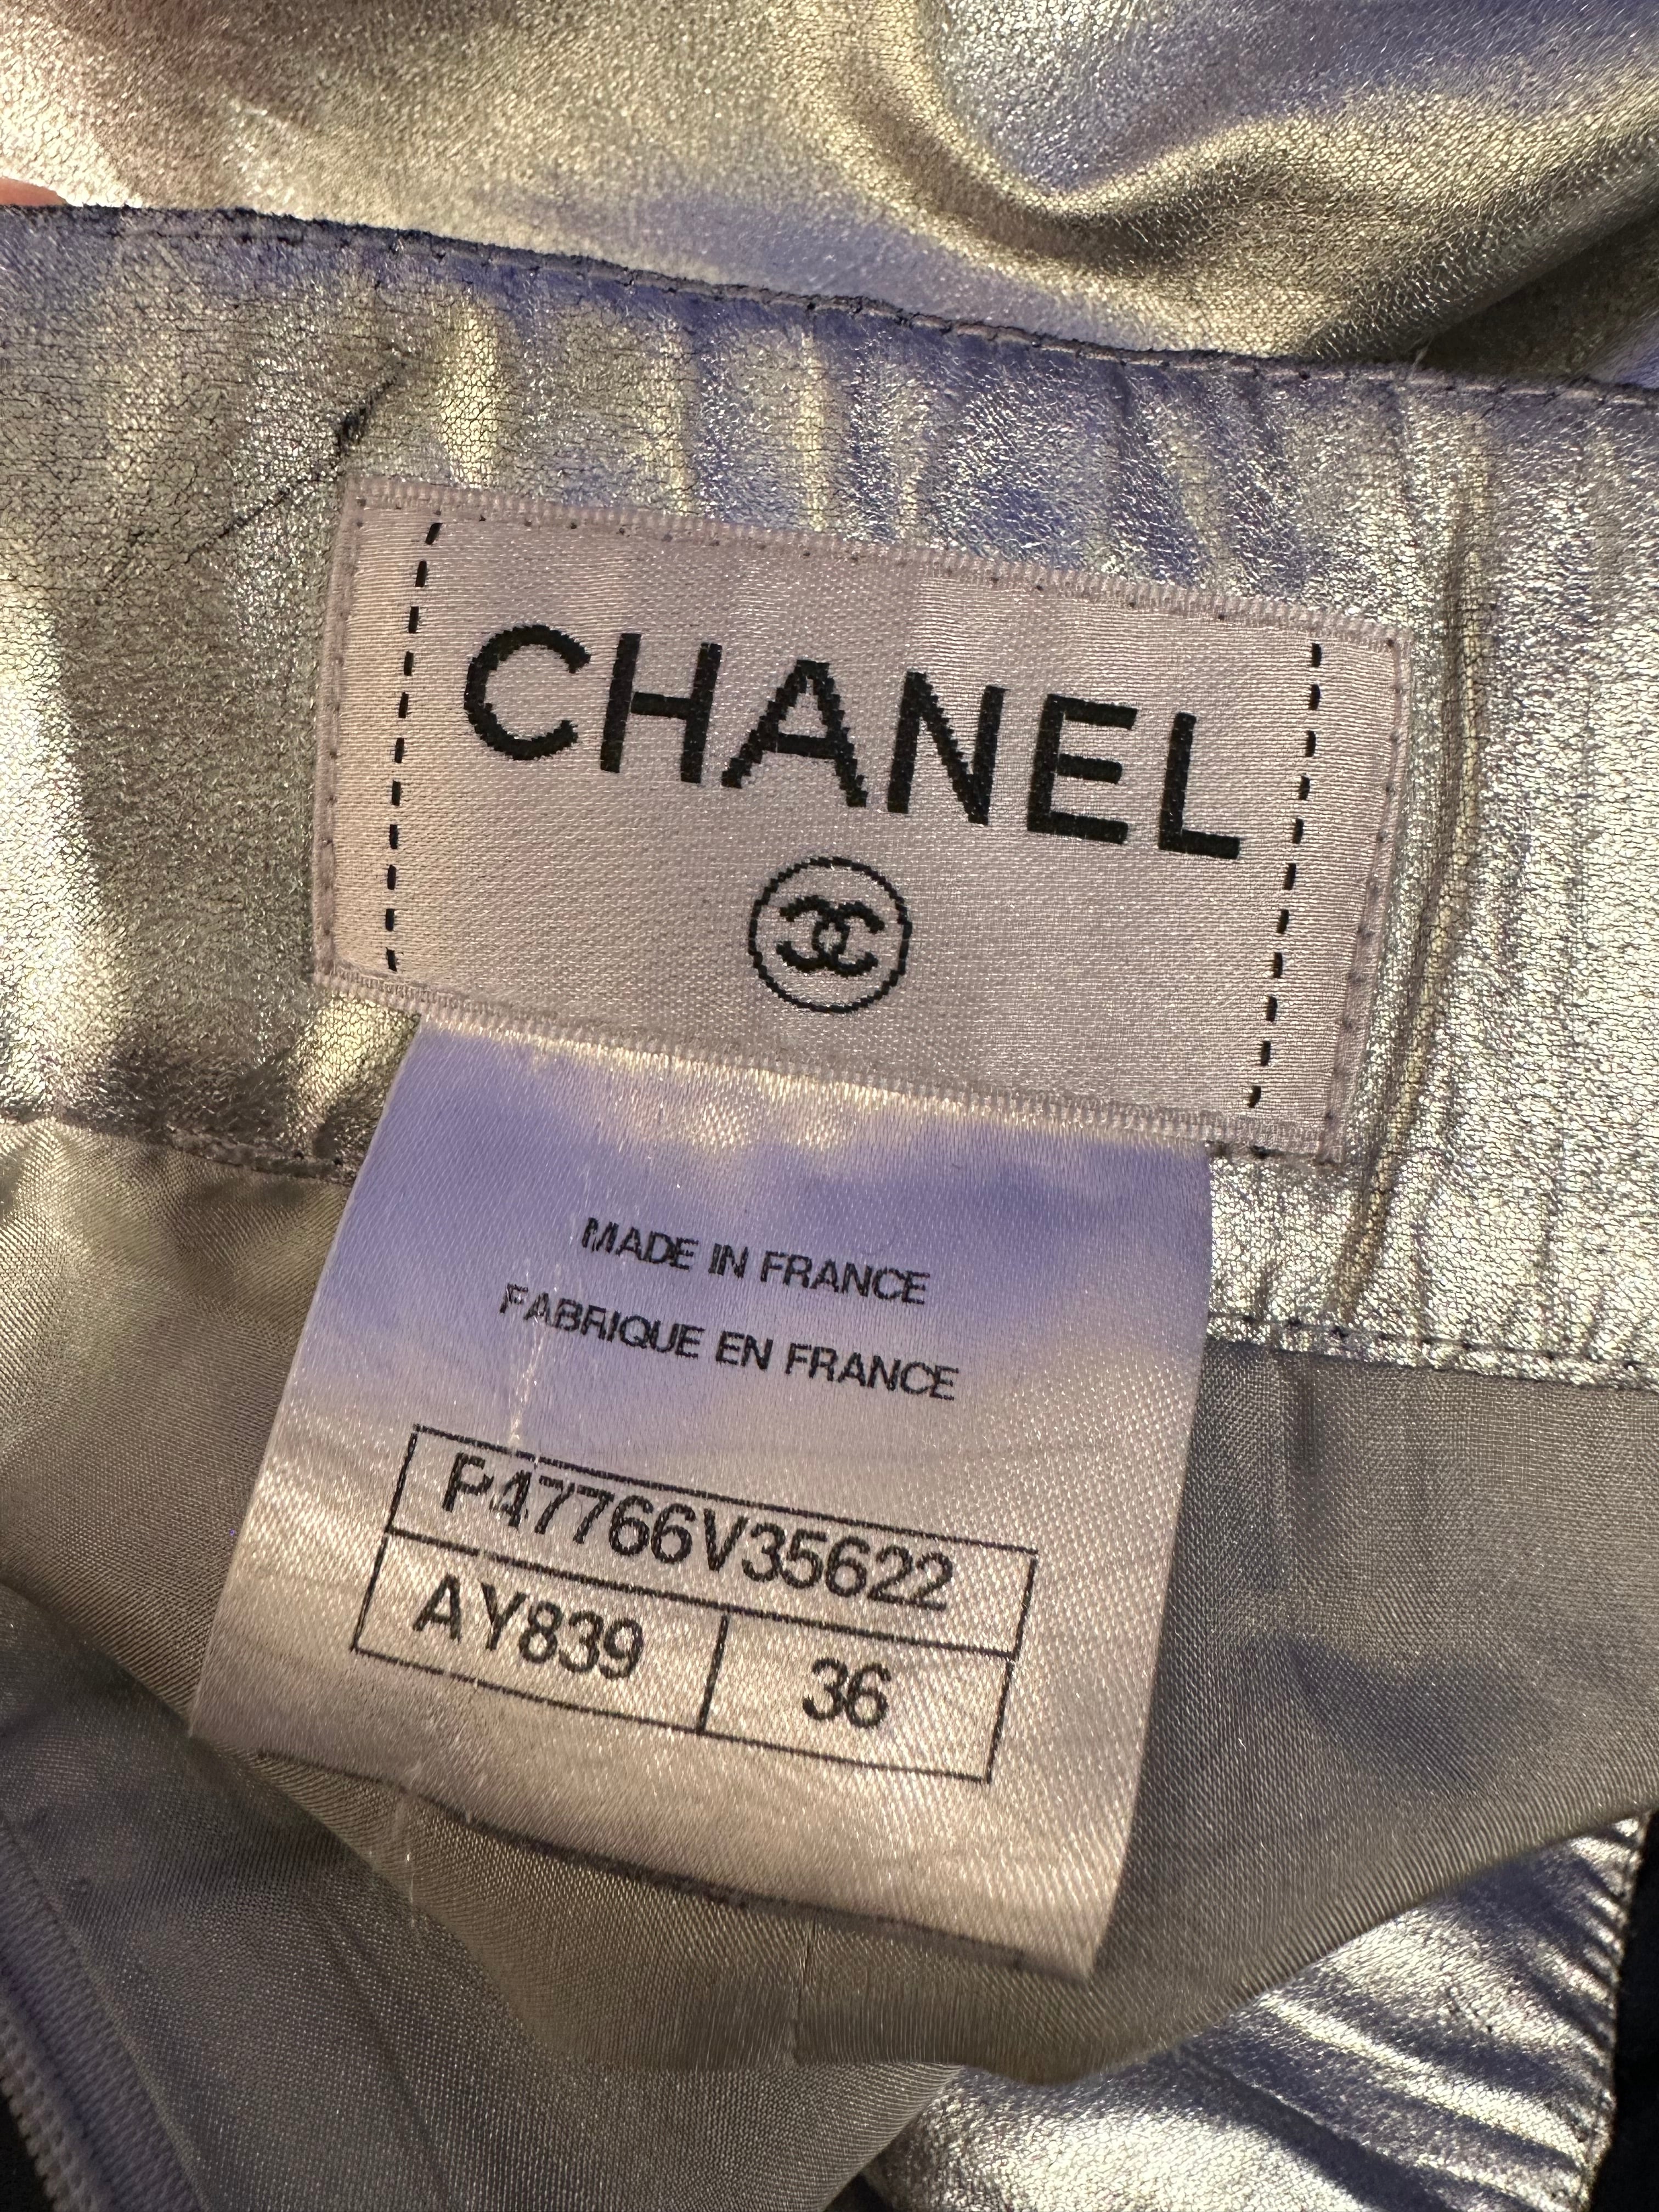 CHANEL
MADE IN FRANCE
FABRIQUE EN FRANCE
P47766V35622
AY839 36